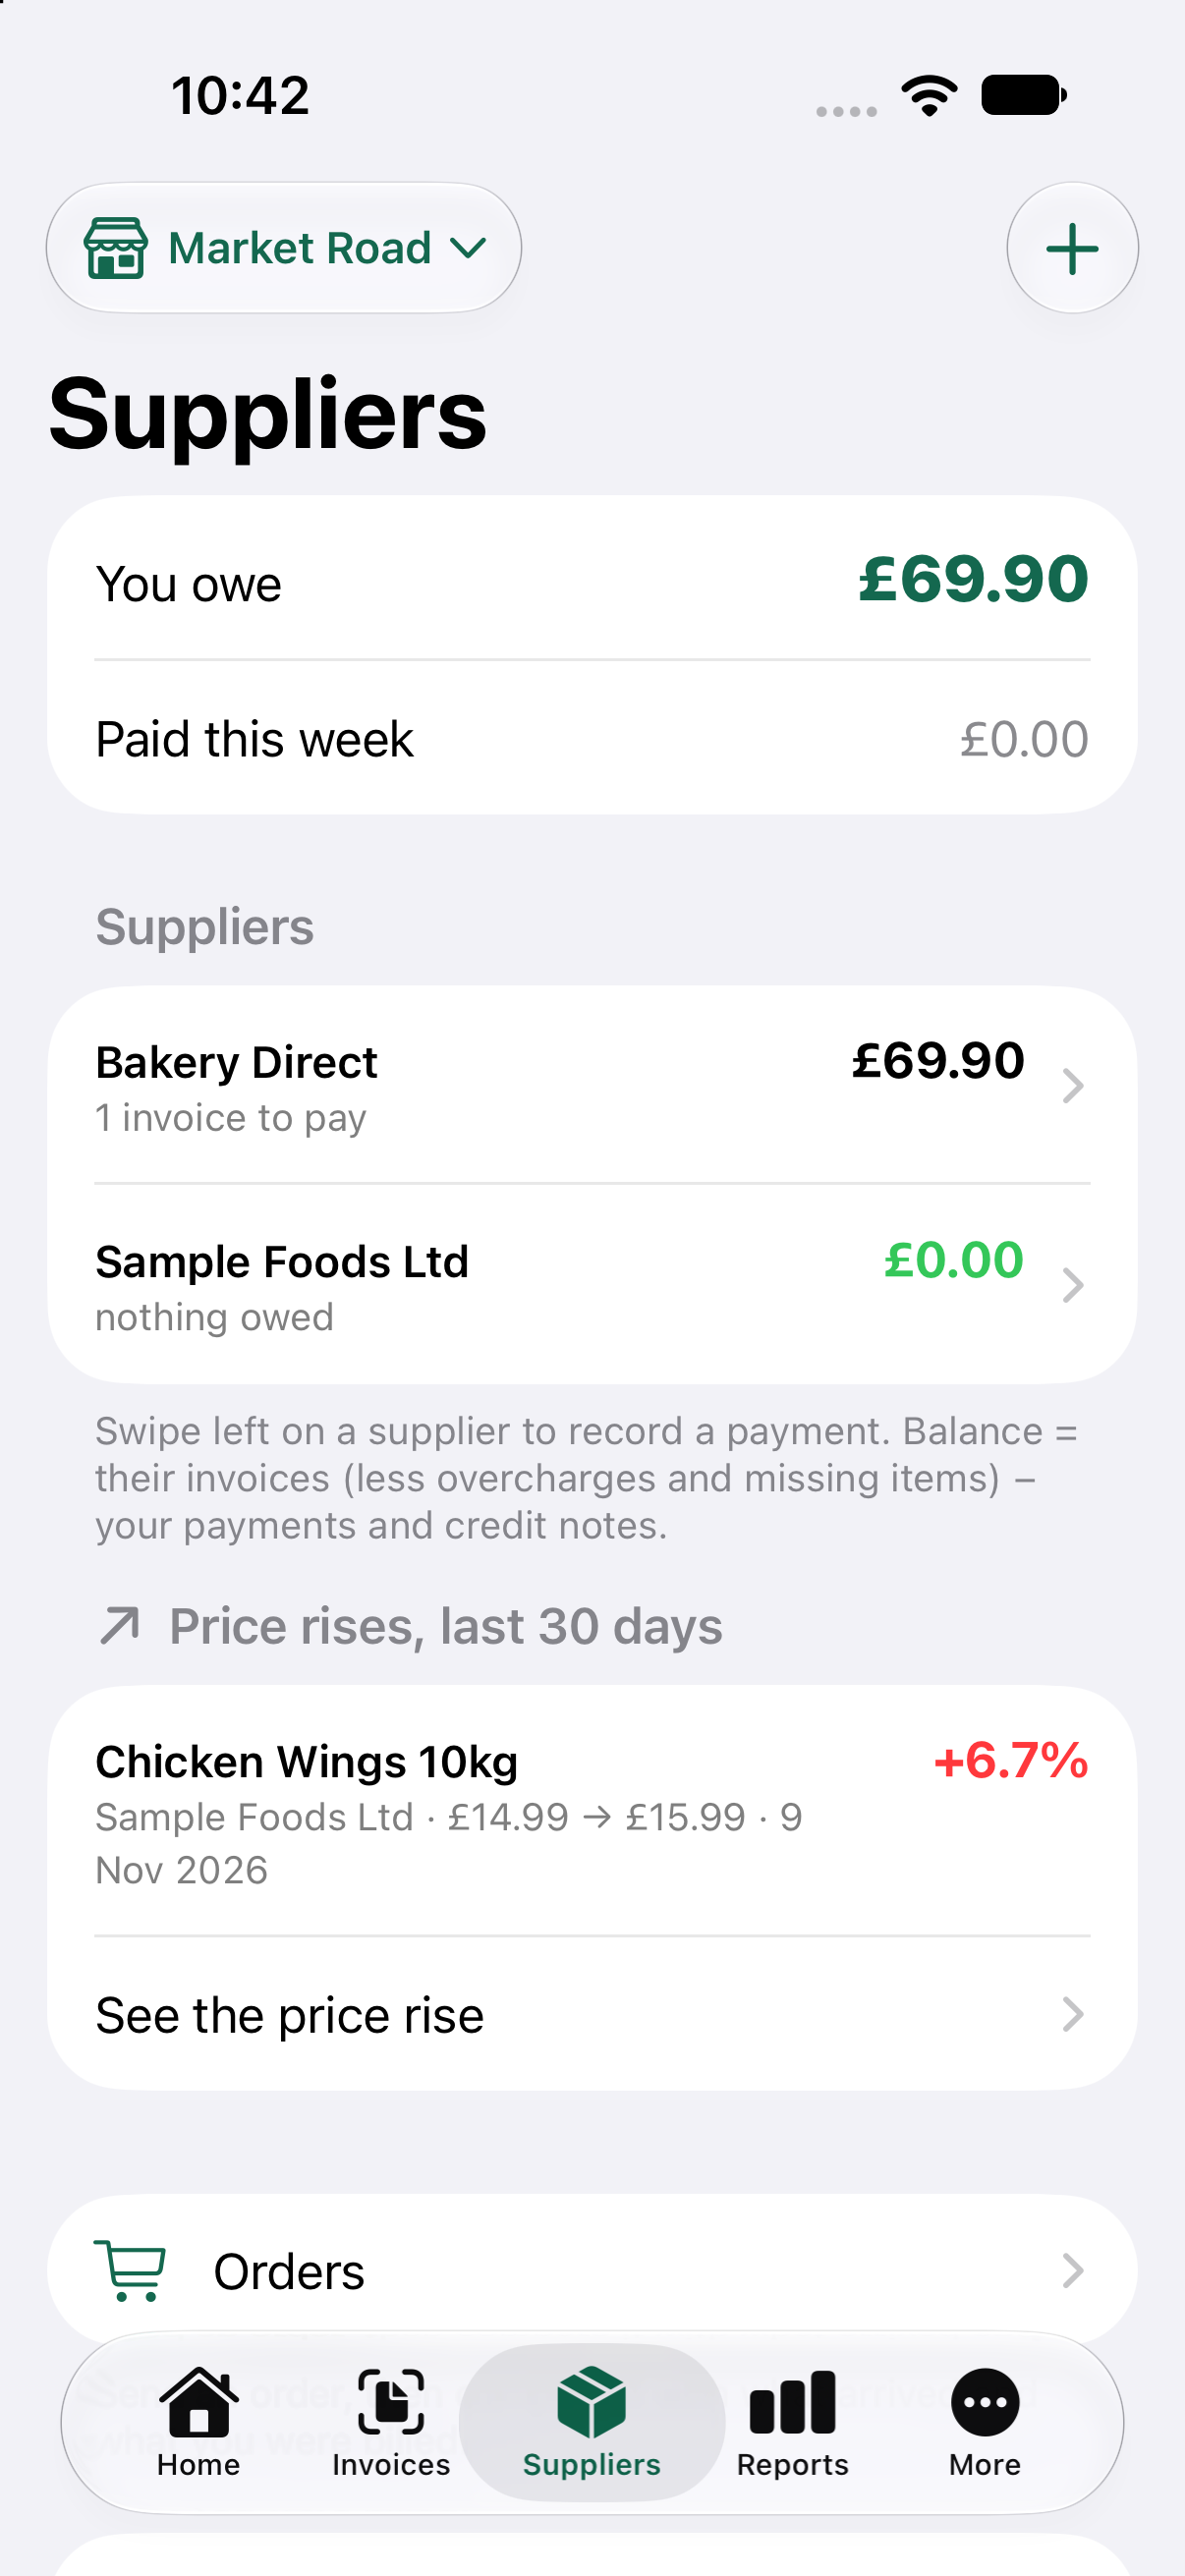 10:42
Market Road
Suppliers
You owe
£69.90
Paid this week
£0.00
Suppliers
Bakery Direct
£69.90
1 invoice to pay
Sample Foods Ltd
£0.00
nothing owed
Swipe left on a supplier to record a payment. Balance =
their invoices (less overcharges and missing items) –
your payments and credit notes.
Price rises, last 30 days
Chicken Wings 10kg
+6.7%
Sample Foods Ltd · £14.99 → £15.99 · 9
Nov 2026
See the price rise
Orders
Home
Invoices
Suppliers
Reports
More